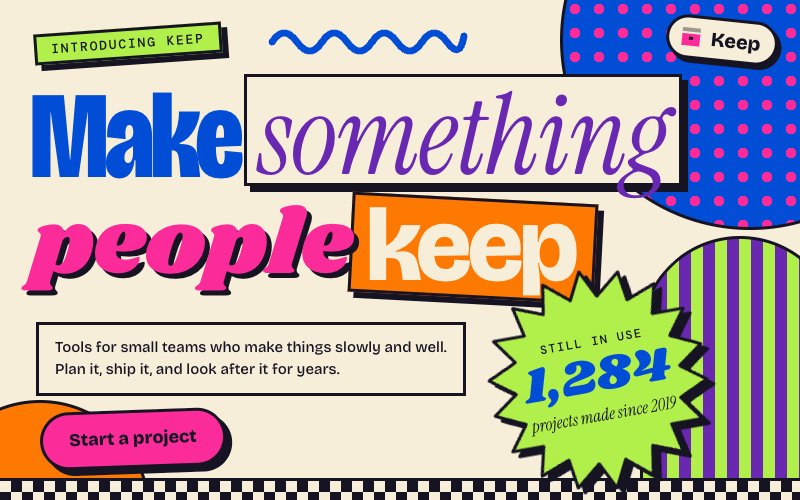 INTRODUCING KEEP
Keep
Make something
people keep
Tools for small teams who make things slowly and well.
Plan it, ship it, and look after it for years.
Start a project
STILL IN USE
1,284
projects made since 2019